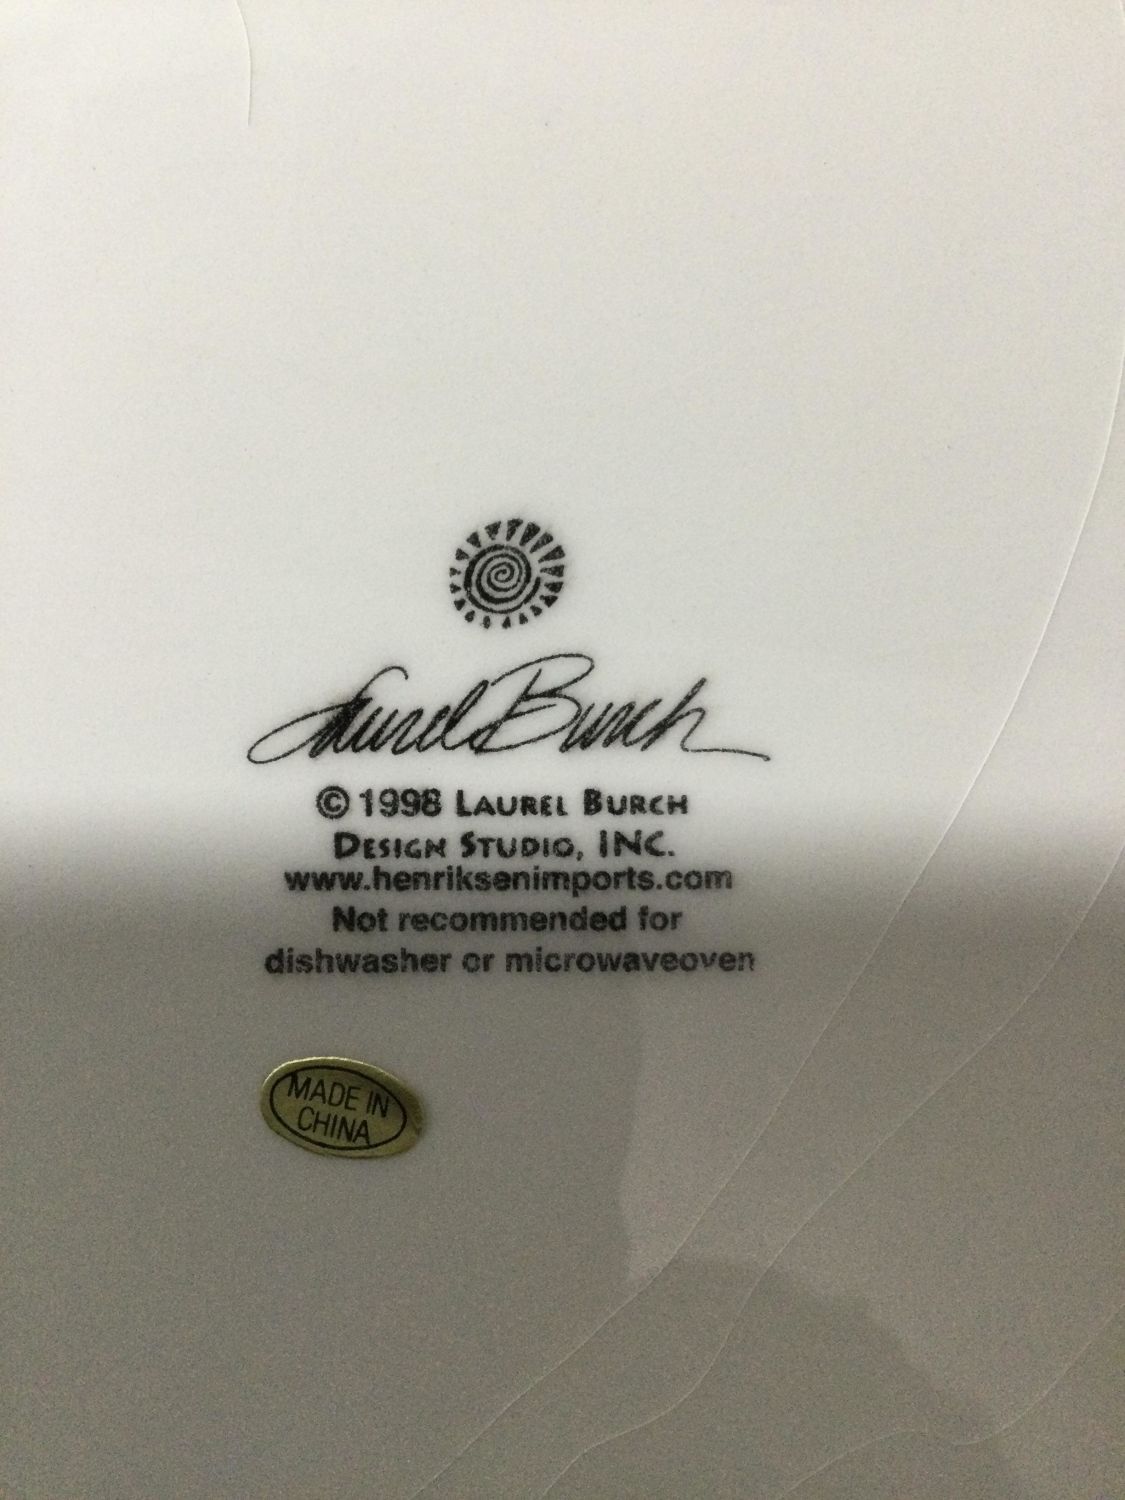 Laurel Burch
© 1998 LAUREL BURCH
DESIGN STUDIO, INC.
www.henriksenimports.com
Not recommended for
dishwasher or microwaveoven
MADE IN
CHINA